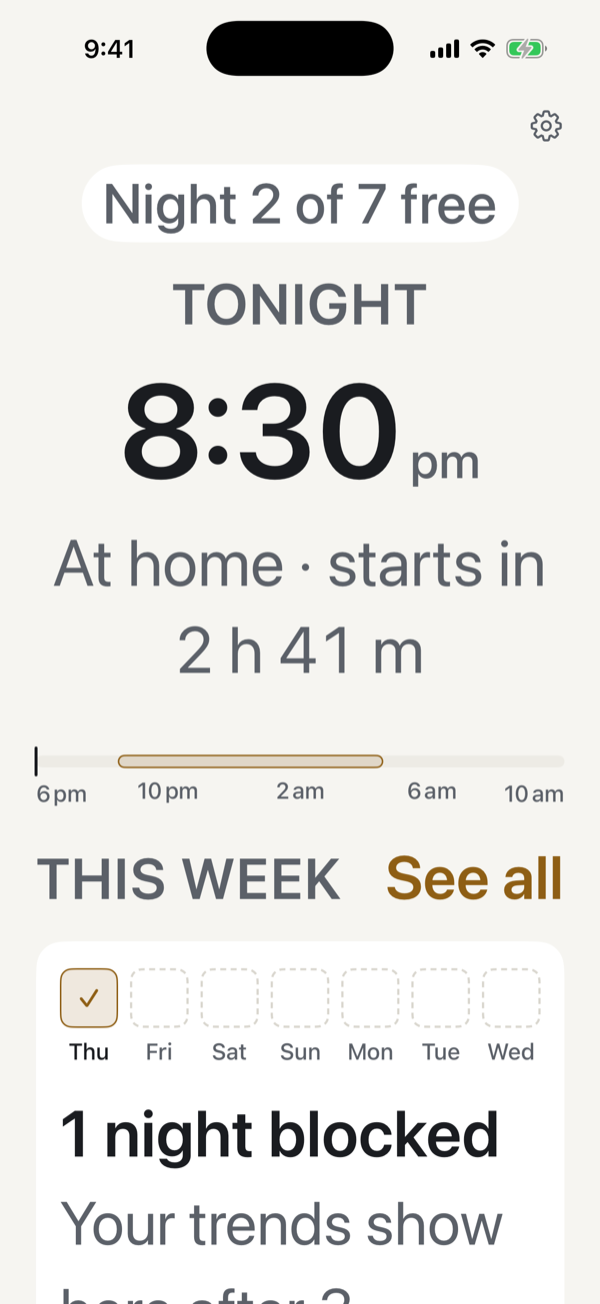 9:41
Night 2 of 7 free
TONIGHT
8:30 pm
At home · starts in
2 h 41 m
6 pm 10 pm 2 am 6 am 10 am
THIS WEEK See all
Thu Fri Sat Sun Mon Tue Wed
1 night blocked
Your trends show